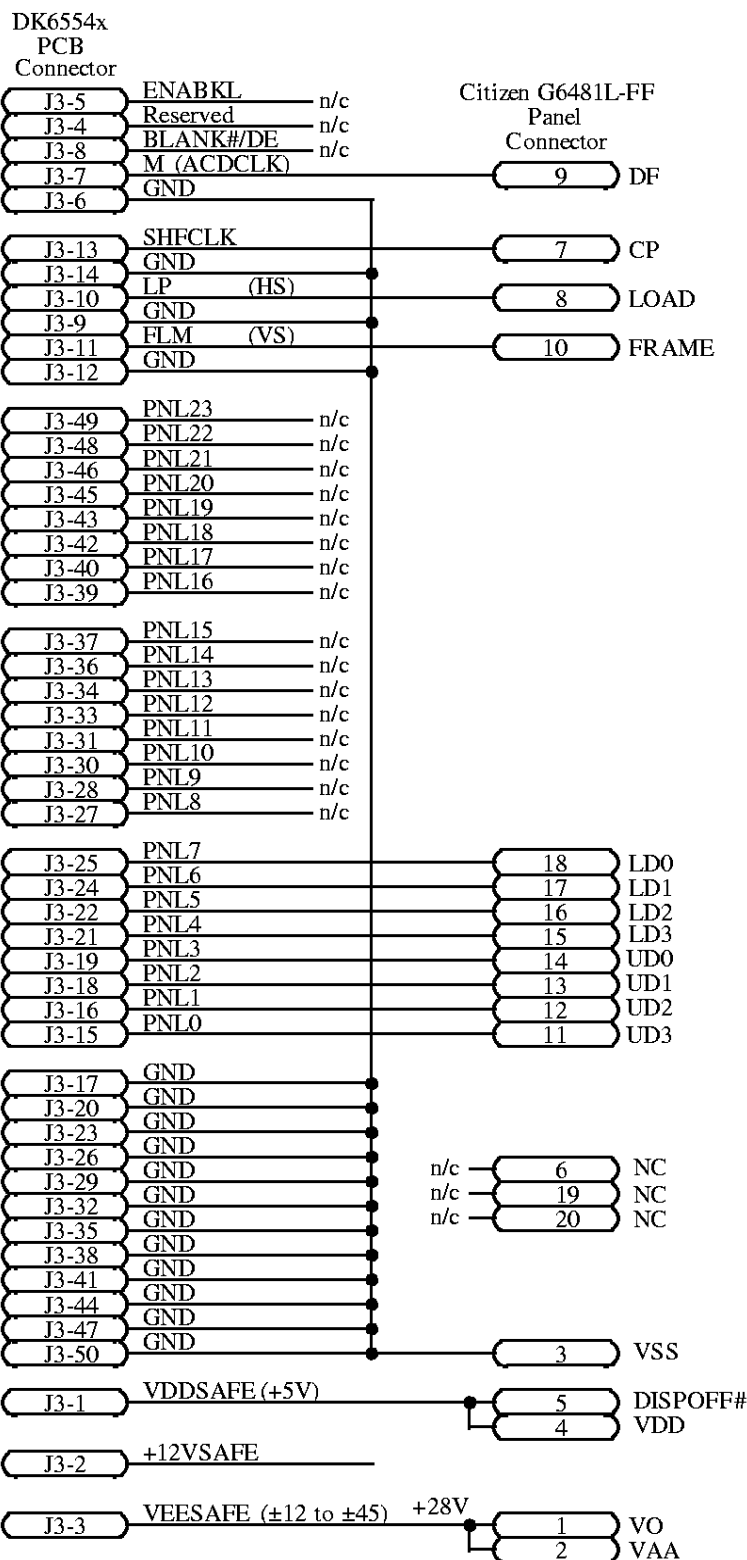 DK6554x
PCB
Connector
Citizen G6481L-FF
Panel
Connector
J3-5 ENABKL n/c
J3-4 Reserved n/c
J3-8 BLANK#/DE n/c
J3-7 M (ACDCLK) 9 DF
J3-6 GND
J3-13 SHFCLK 7 CP
J3-14 GND
J3-10 LP (HS) 8 LOAD
J3-9 GND
J3-11 FLM (VS) 10 FRAME
J3-12 GND
J3-49 PNL23 n/c
J3-48 PNL22 n/c
J3-46 PNL21 n/c
J3-45 PNL20 n/c
J3-43 PNL19 n/c
J3-42 PNL18 n/c
J3-40 PNL17 n/c
J3-39 PNL16 n/c
J3-37 PNL15 n/c
J3-36 PNL14 n/c
J3-34 PNL13 n/c
J3-33 PNL12 n/c
J3-31 PNL11 n/c
J3-30 PNL10 n/c
J3-28 PNL9 n/c
J3-27 PNL8 n/c
J3-25 PNL7 18 LD0
J3-24 PNL6 17 LD1
J3-22 PNL5 16 LD2
J3-21 PNL4 15 LD3
J3-19 PNL3 14 UD0
J3-18 PNL2 13 UD1
J3-16 PNL1 12 UD2
J3-15 PNL0 11 UD3
J3-17 GND
J3-20 GND
J3-23 GND
J3-26 GND
J3-29 GND n/c 6 NC
J3-32 GND n/c 19 NC
J3-35 GND n/c 20 NC
J3-38 GND
J3-41 GND
J3-44 GND
J3-47 GND
J3-50 GND 3 VSS
J3-1 VDDSAFE (+5V) 5 DISPOFF#
4 VDD
J3-2 +12VSAFE
J3-3 VEESAFE (±12 to ±45) +28V 1 VO
2 VAA